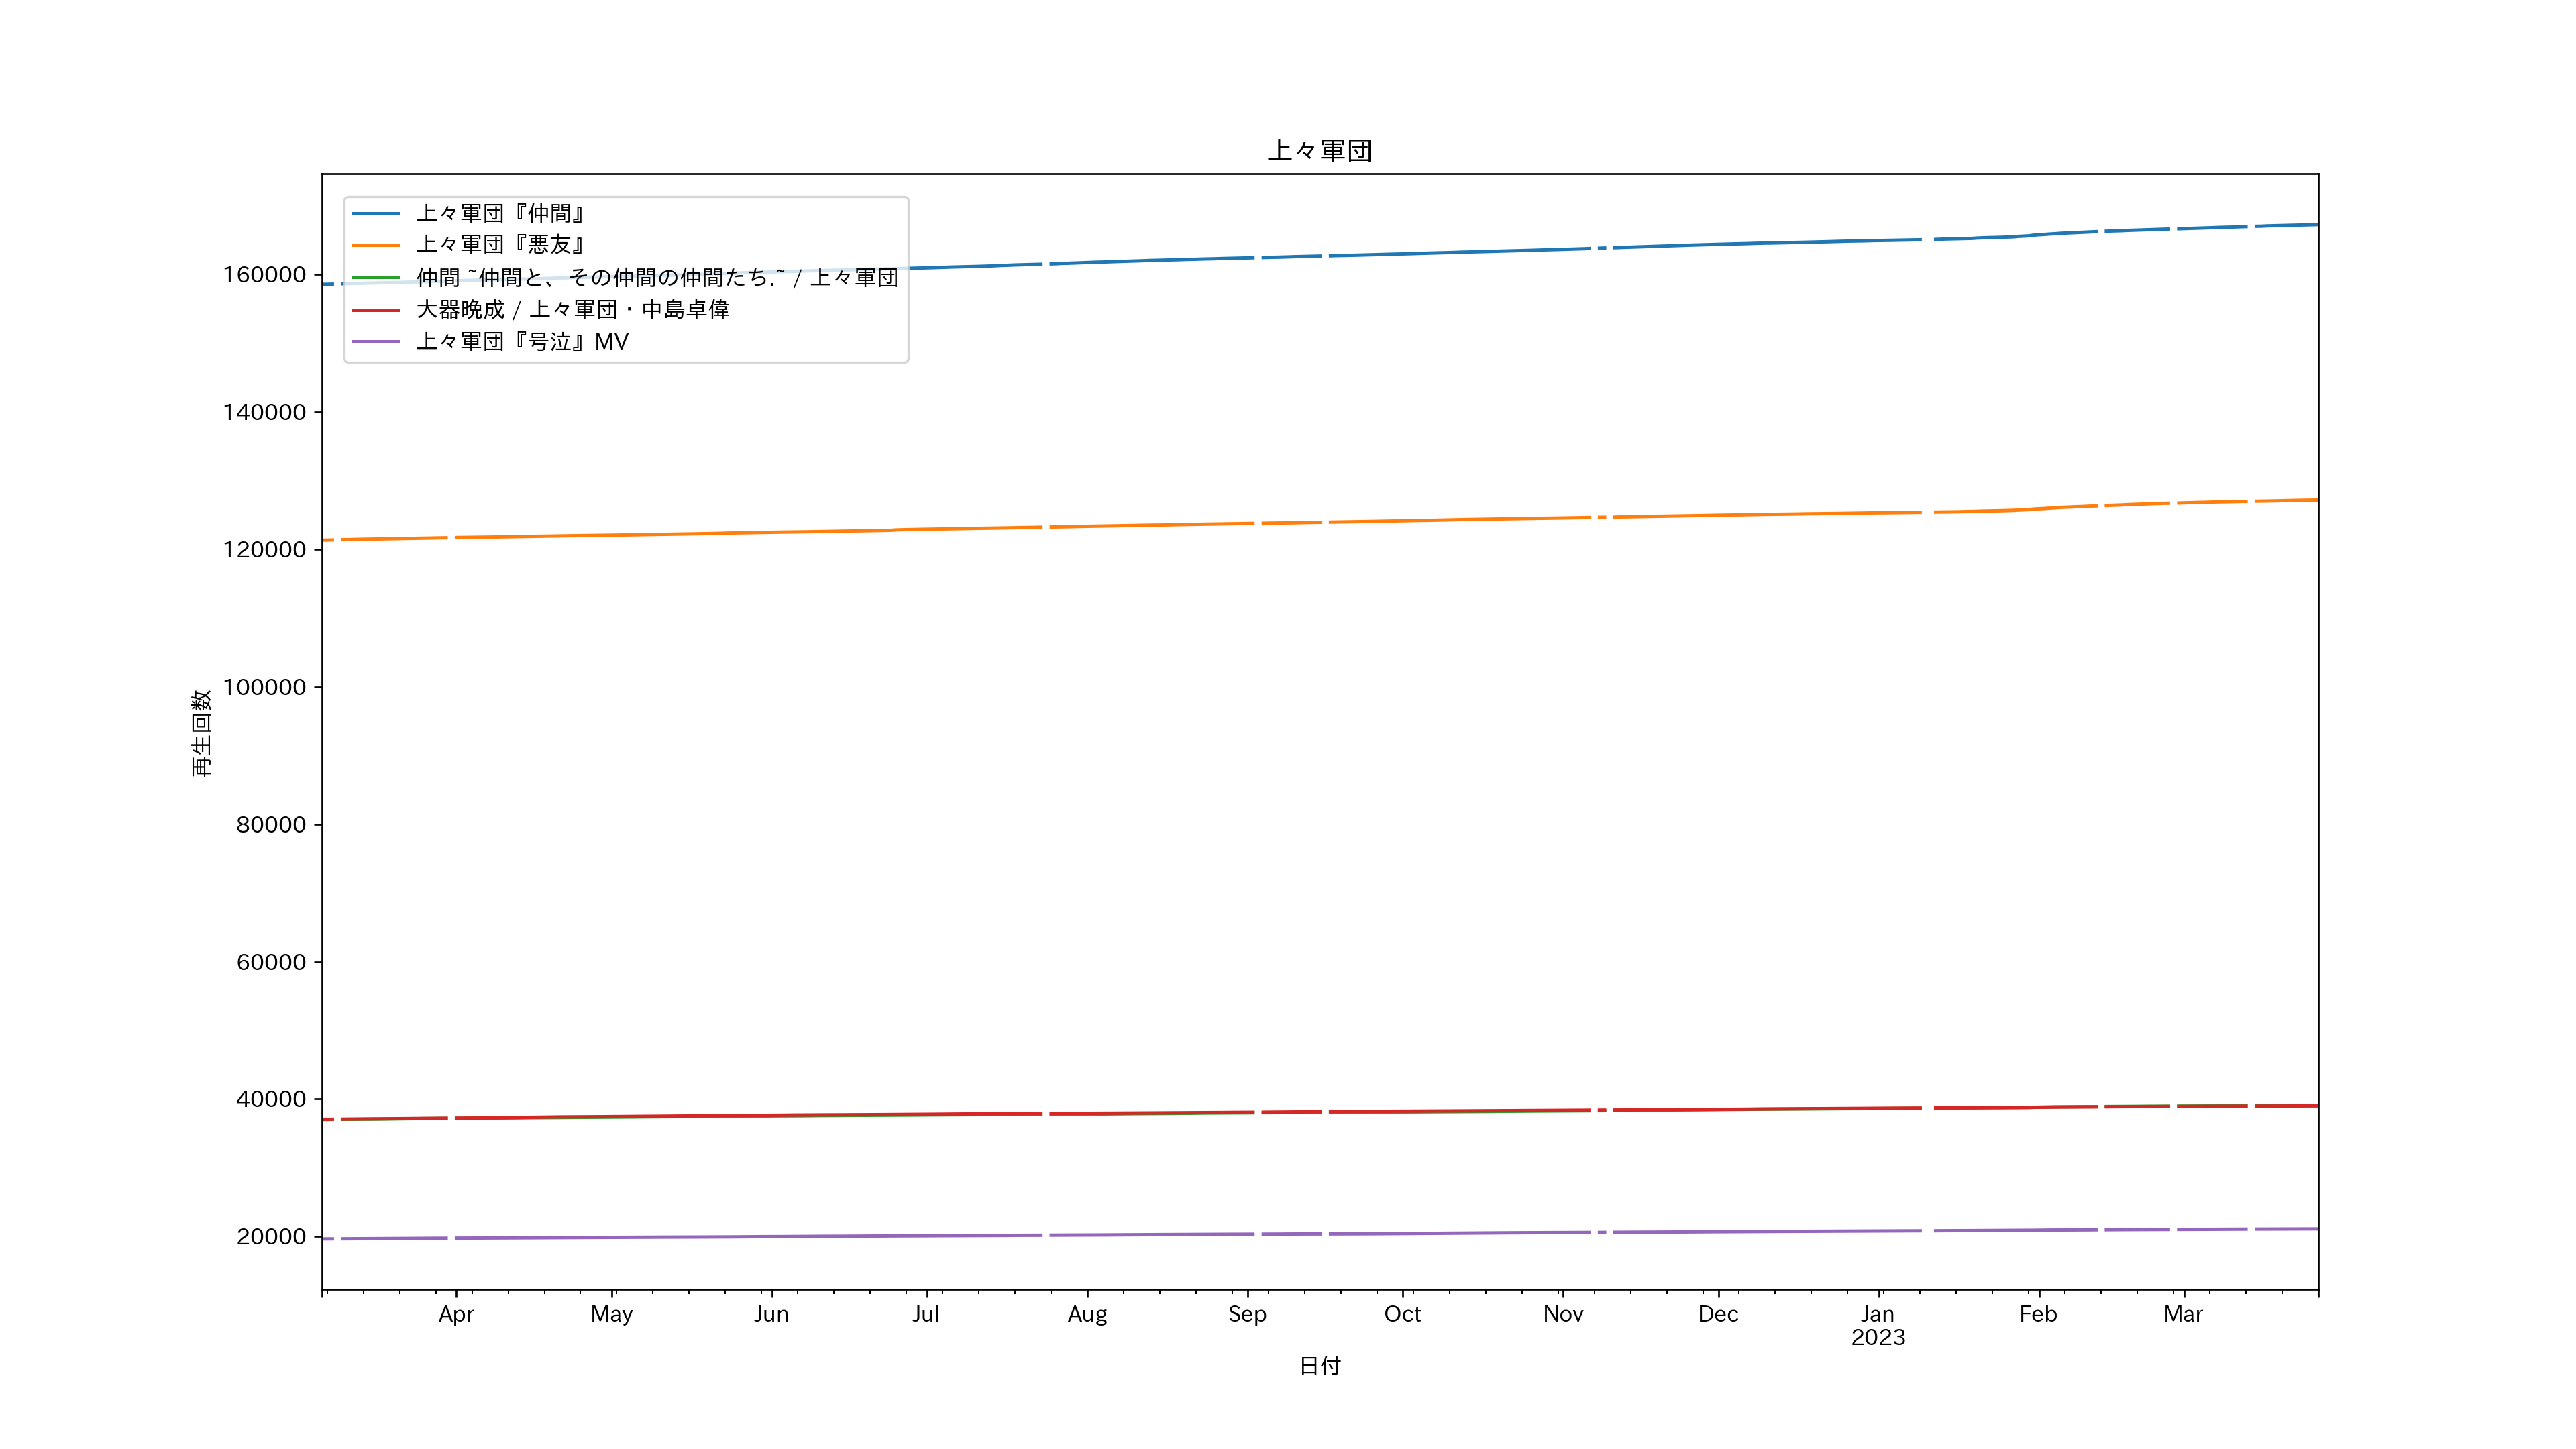 上々軍団
上々軍団『仲間』
上々軍団『悪友』
仲間 ~仲間と、その仲間の仲間たち.~ / 上々軍団
大器晩成 / 上々軍団・中島卓偉
上々軍団『号泣』MV
再生回数
160000
140000
120000
100000
80000
60000
40000
20000
Apr May Jun Jul Aug Sep Oct Nov Dec Jan Feb Mar
2023
日付